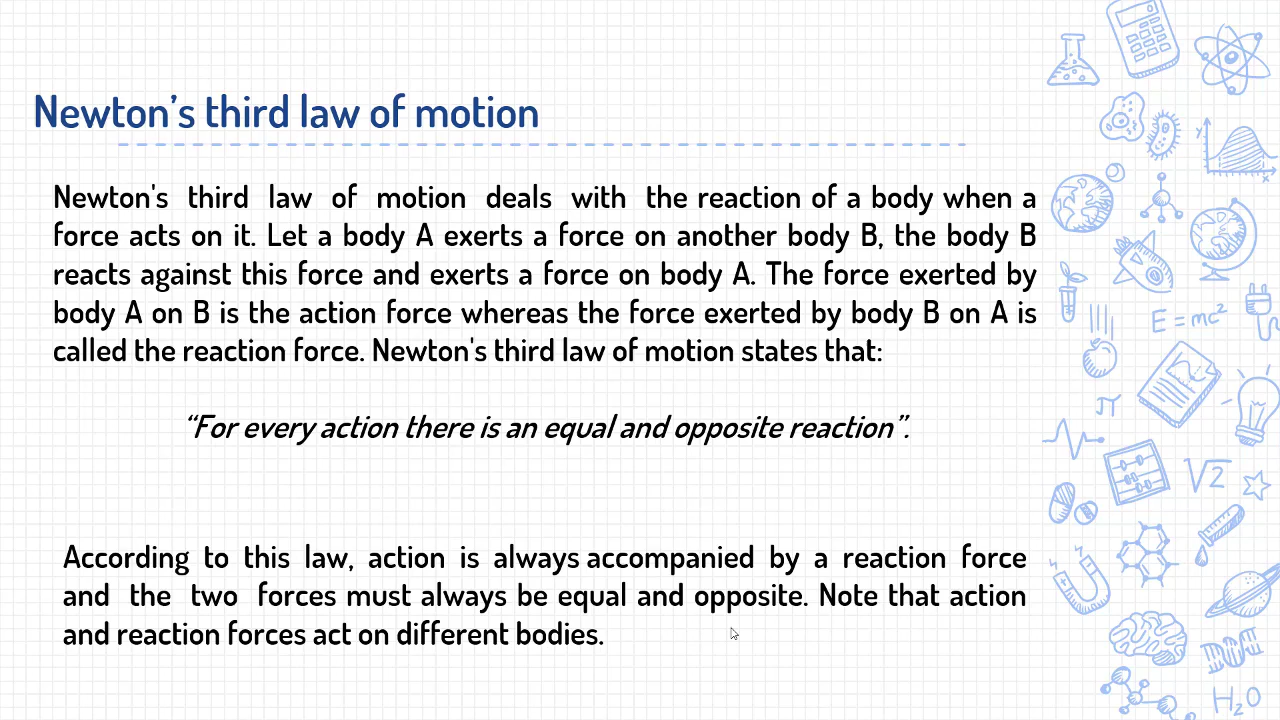 Newton’s third law of motion
Newton's third law of motion deals with the reaction of a body when a
force acts on it. Let a body A exerts a force on another body B, the body B
reacts against this force and exerts a force on body A. The force exerted by
body A on B is the action force whereas the force exerted by body B on A is
called the reaction force. Newton's third law of motion states that:
“For every action there is an equal and opposite reaction”.
According to this law, action is always accompanied by a reaction force
and the two forces must always be equal and opposite. Note that action
and reaction forces act on different bodies.
y
x
E=mc²
π
√2
H₂O